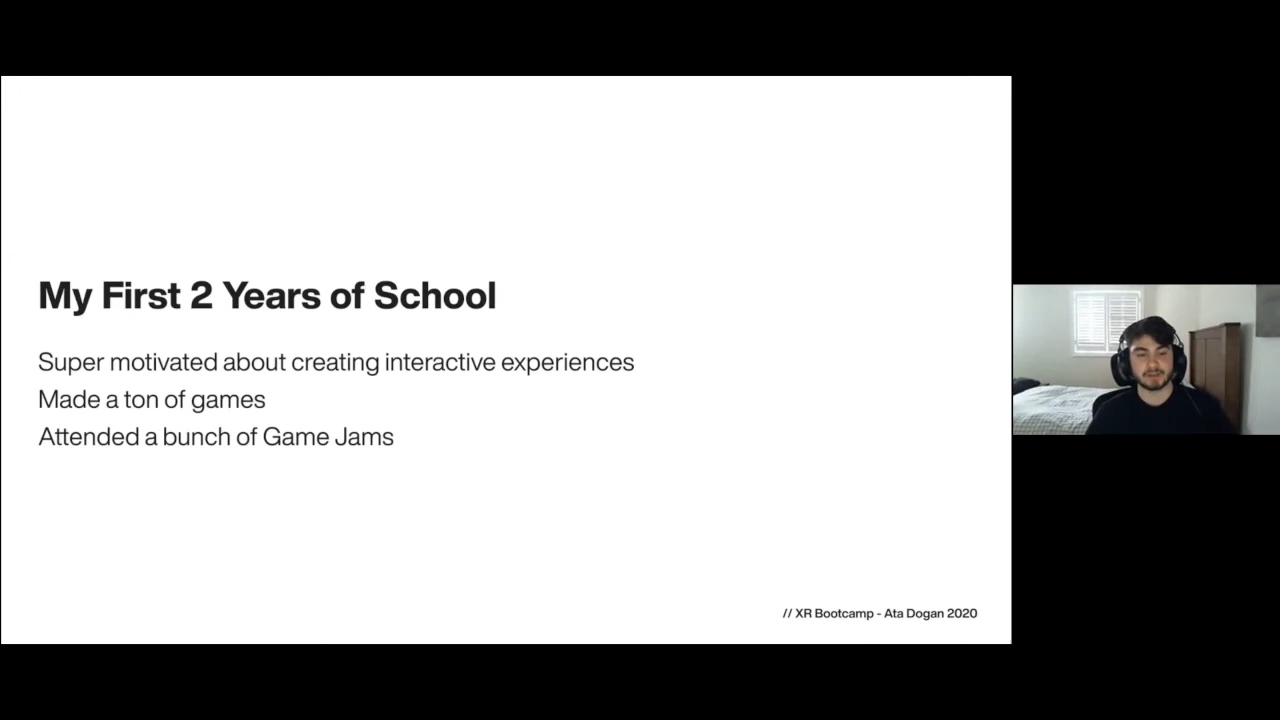 My First 2 Years of School
Super motivated about creating interactive experiences
Made a ton of games
Attended a bunch of Game Jams
// XR Bootcamp - Ata Dogan 2020